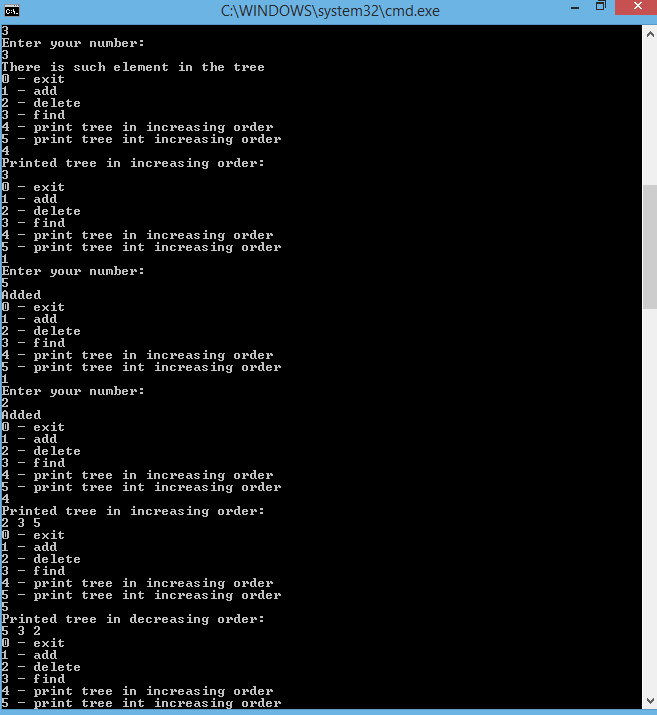 C:\WINDOWS\system32\cmd.exe
3
Enter your number:
3
There is such element in the tree
0 - exit
1 - add
2 - delete
3 - find
4 - print tree in increasing order
5 - print tree int increasing order
4
Printed tree in increasing order:
3
0 - exit
1 - add
2 - delete
3 - find
4 - print tree in increasing order
5 - print tree int increasing order
1
Enter your number:
5
Added
0 - exit
1 - add
2 - delete
3 - find
4 - print tree in increasing order
5 - print tree int increasing order
1
Enter your number:
2
Added
0 - exit
1 - add
2 - delete
3 - find
4 - print tree in increasing order
5 - print tree int increasing order
4
Printed tree in increasing order:
2 3 5
0 - exit
1 - add
2 - delete
3 - find
4 - print tree in increasing order
5 - print tree int increasing order
5
Printed tree in decreasing order:
5 3 2
0 - exit
1 - add
2 - delete
3 - find
4 - print tree in increasing order
5 - print tree int increasing order